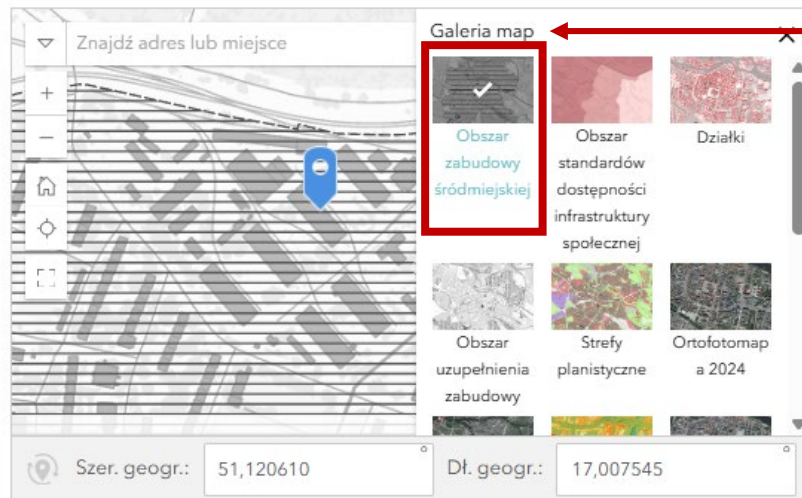 Znajdź adres lub miejsce
Galeria map
Obszar
zabudowy
śródmiejskiej
Obszar
standardów
dostępności
infrastruktury
społecznej
Działki
Obszar
uzupełnienia
zabudowy
Strefy
planistyczne
Ortofotomap
a 2024
Szer. geogr.: 51,120610 °
Dł. geogr.: 17,007545 °